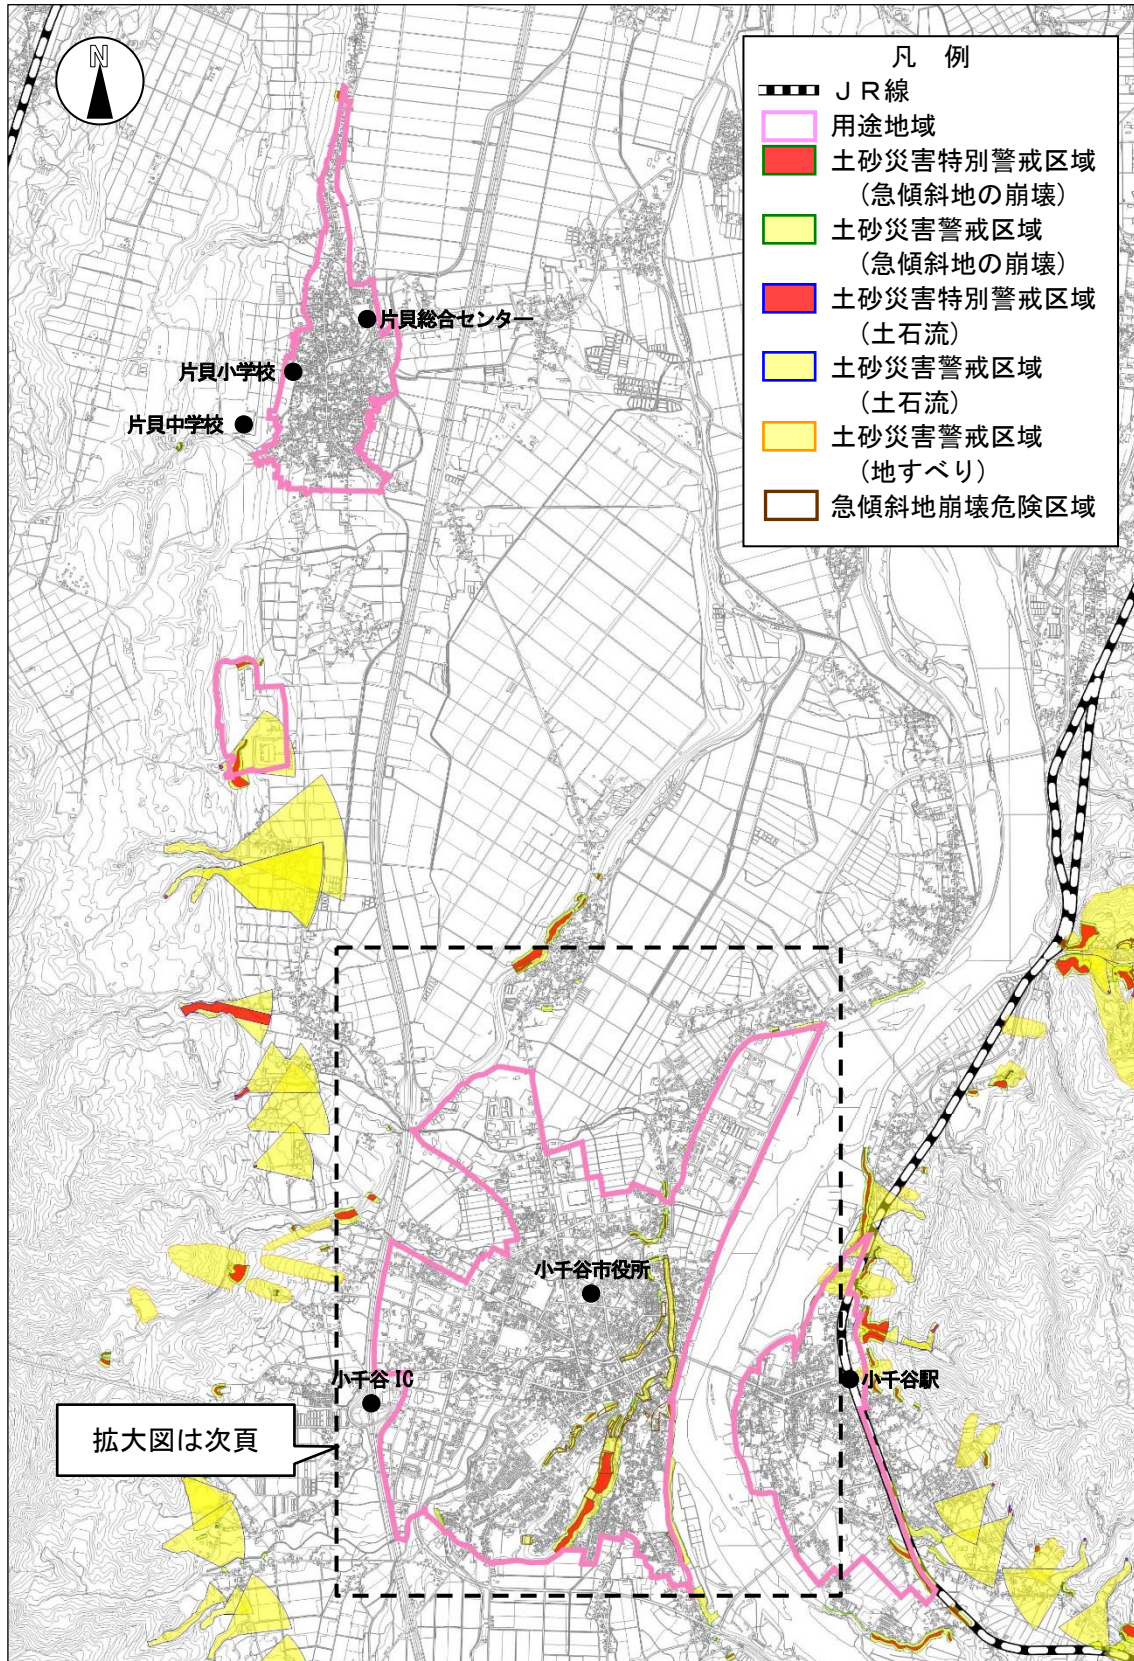 N
凡 例
ＪＲ線
用途地域
土砂災害特別警戒区域
（急傾斜地の崩壊）
土砂災害警戒区域
（急傾斜地の崩壊）
土砂災害特別警戒区域
（土石流）
土砂災害警戒区域
（土石流）
土砂災害警戒区域
（地すべり）
急傾斜地崩壊危険区域
片貝総合センター
片貝小学校
片貝中学校
小千谷市役所
小千谷 IC
小千谷駅
拡大図は次頁